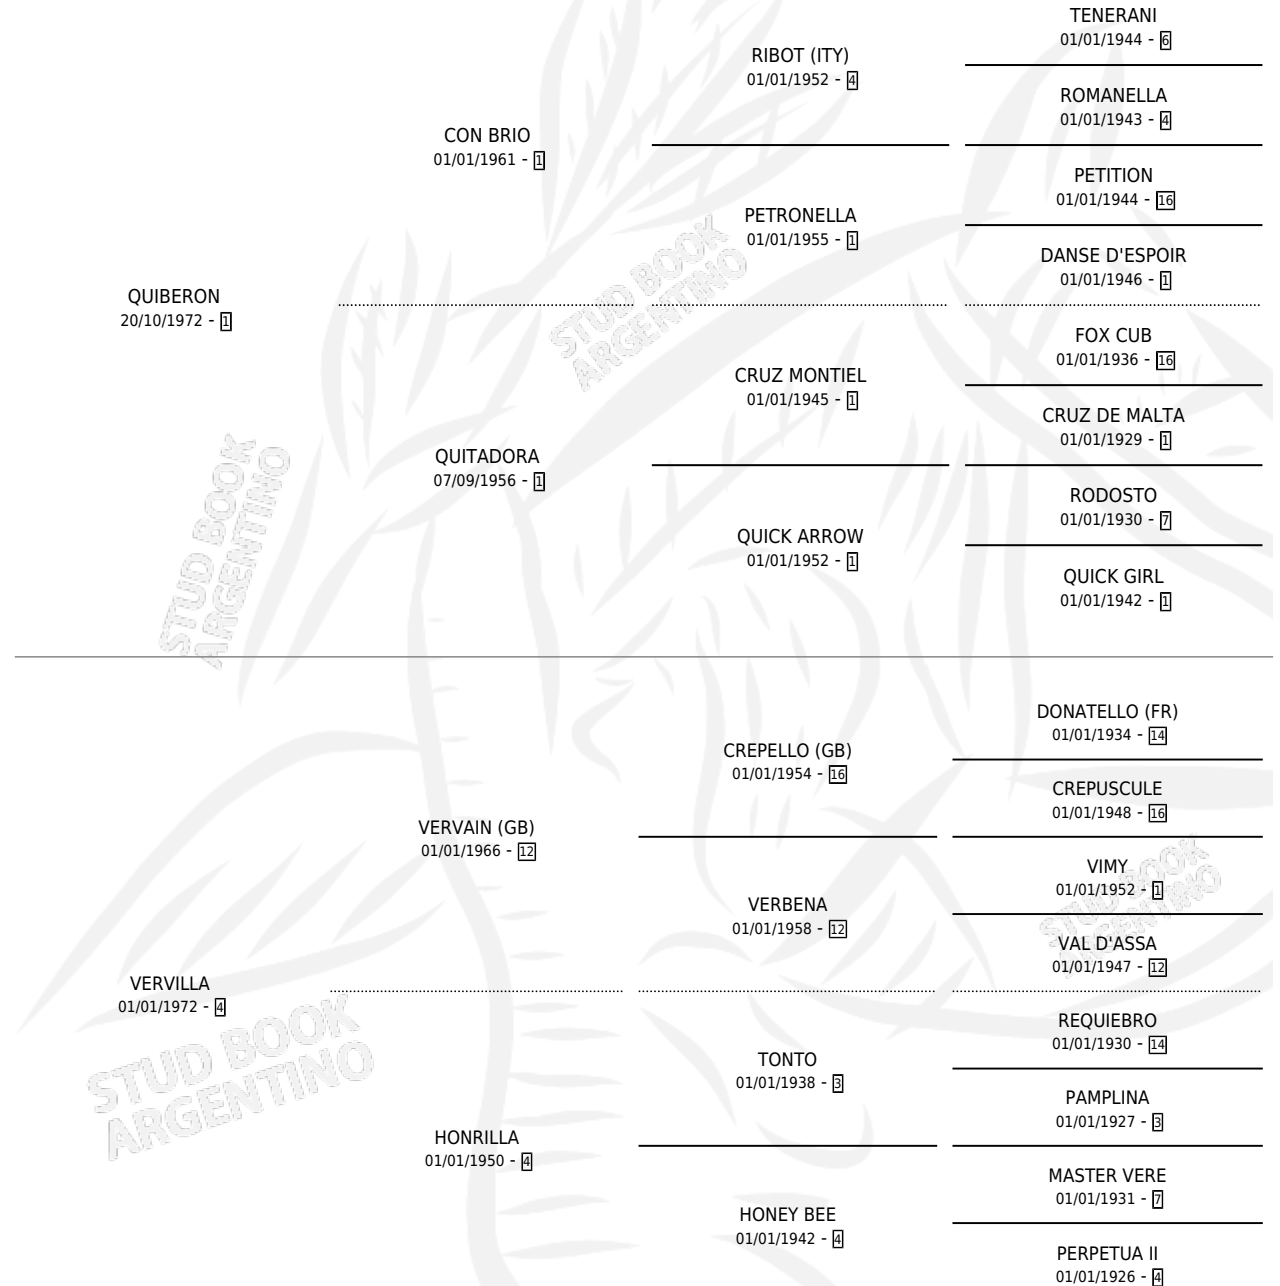 TENERANI
01/01/1944 - 6
RIBOT (ITY)
01/01/1952 - 4
ROMANELLA
01/01/1943 - 4
CON BRIO
01/01/1961 - 1
PETITION
01/01/1944 - 16
PETRONELLA
01/01/1955 - 1
DANSE D'ESPOIR
01/01/1946 - 1
QUIBERON
20/10/1972 - 1
FOX CUB
01/01/1936 - 16
CRUZ MONTIEL
01/01/1945 - 1
CRUZ DE MALTA
01/01/1929 - 1
QUITADORA
07/09/1956 - 1
RODOSTO
01/01/1930 - 7
QUICK ARROW
01/01/1952 - 1
QUICK GIRL
01/01/1942 - 1
STUD BOOK
ARGENTINO
STUD BOOK
ARGENTINO
DONATELLO (FR)
01/01/1934 - 14
CREPELLO (GB)
01/01/1954 - 16
CREPUSCULE
01/01/1948 - 16
VERVAIN (GB)
01/01/1966 - 12
VIMY
01/01/1952 - 1
VERBENA
01/01/1958 - 12
VAL D'ASSA
01/01/1947 - 12
VERVILLA
01/01/1972 - 4
REQUIEBRO
01/01/1930 - 14
TONTO
01/01/1938 - 3
PAMPLINA
01/01/1927 - 3
HONRILLA
01/01/1950 - 4
MASTER VERE
01/01/1931 - 7
HONEY BEE
01/01/1942 - 4
PERPETUA II
01/01/1926 - 4
STUD BOOK
ARGENTINO
STUD BOOK
ARGENTINO